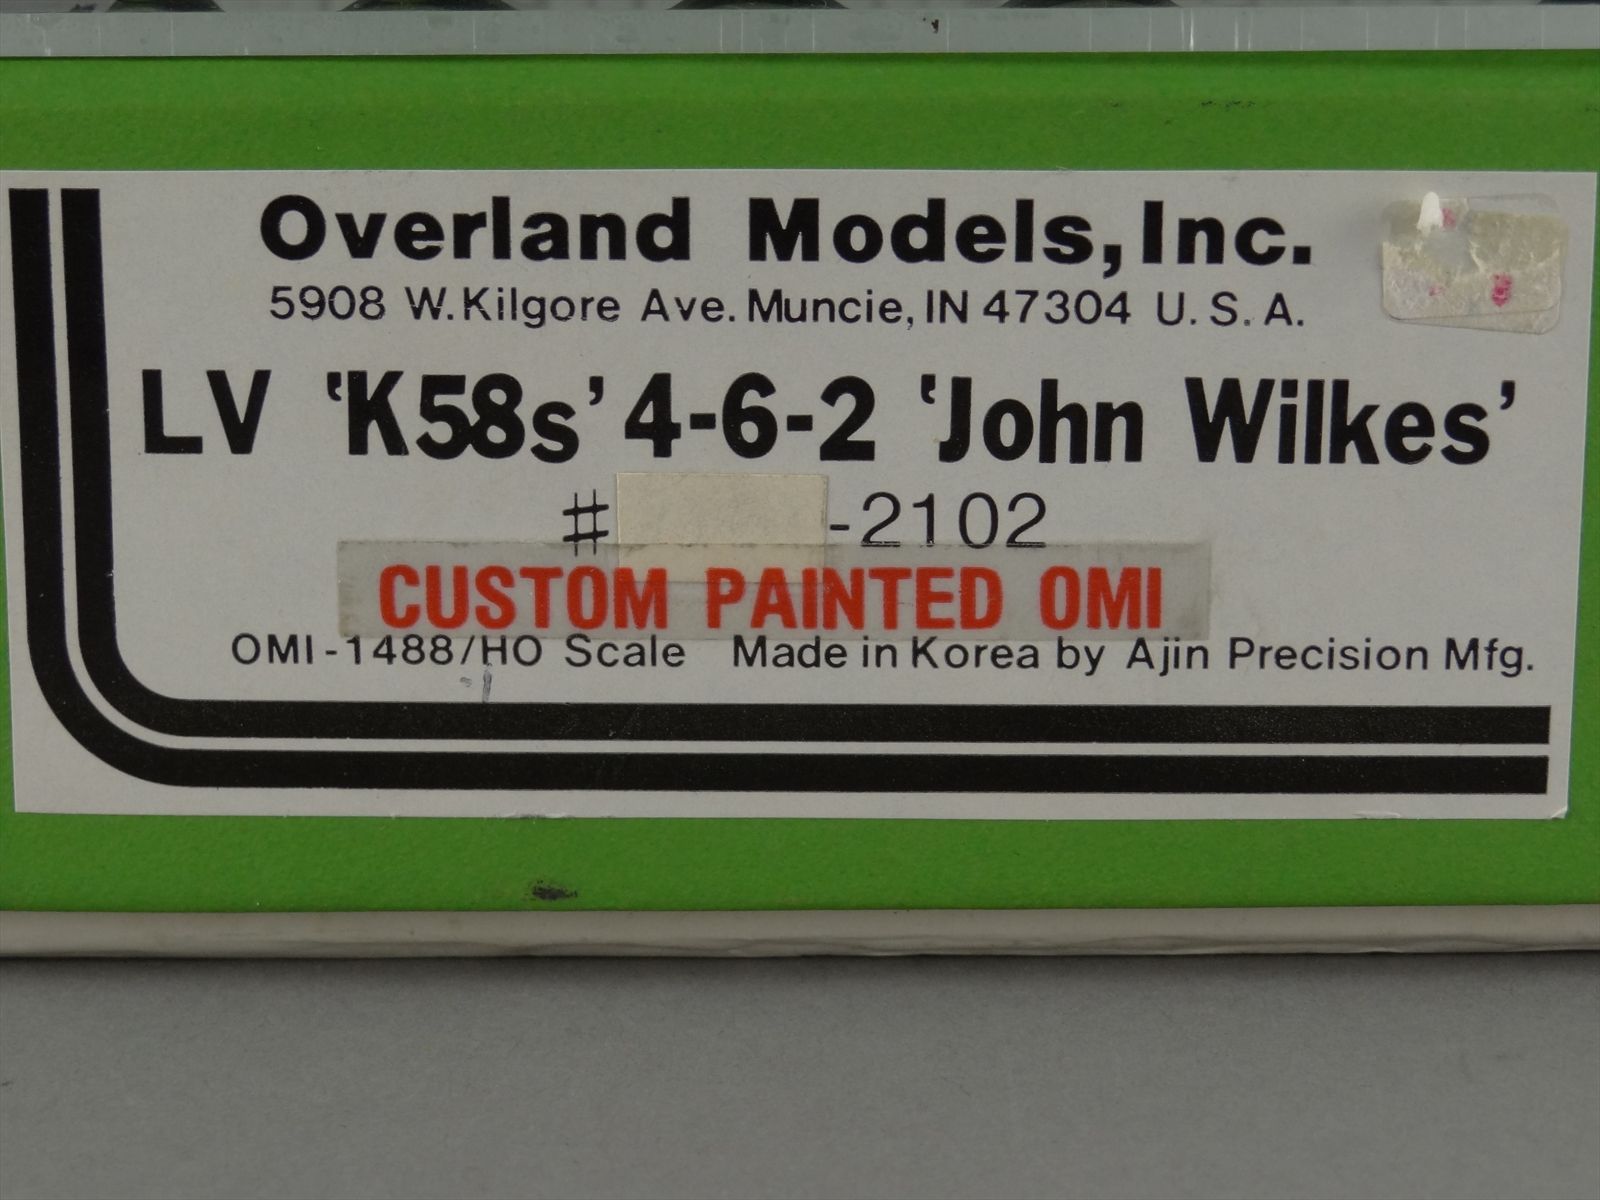 Overland Models, Inc.
5908 W. Kilgore Ave. Muncie, IN 47304 U. S. A.
LV 'K58s' 4-6-2 'John Wilkes'
# -2102
CUSTOM PAINTED OMI
OMI-1488/HO Scale Made in Korea by Ajin Precision Mfg.